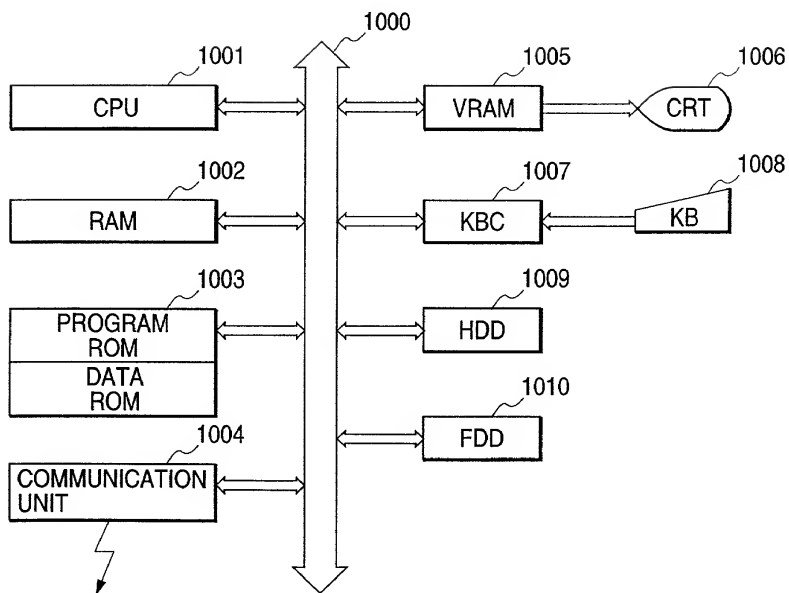 1000
1001
CPU
1002
RAM
1003
PROGRAM
ROM
DATA
ROM
1004
COMMUNICATION
UNIT
1005
VRAM
1006
CRT
1007
KBC
1008
KB
1009
HDD
1010
FDD